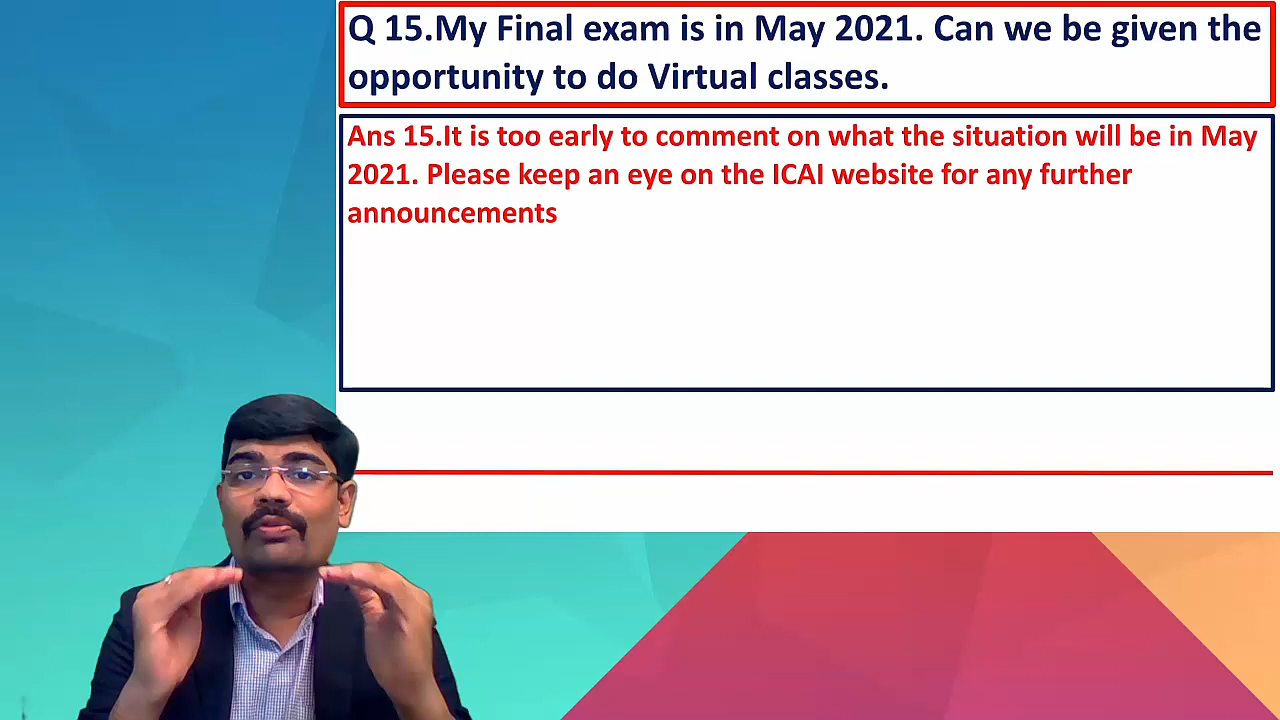 Q 15.My Final exam is in May 2021. Can we be given the
opportunity to do Virtual classes.
Ans 15.It is too early to comment on what the situation will be in May
2021. Please keep an eye on the ICAI website for any further
announcements